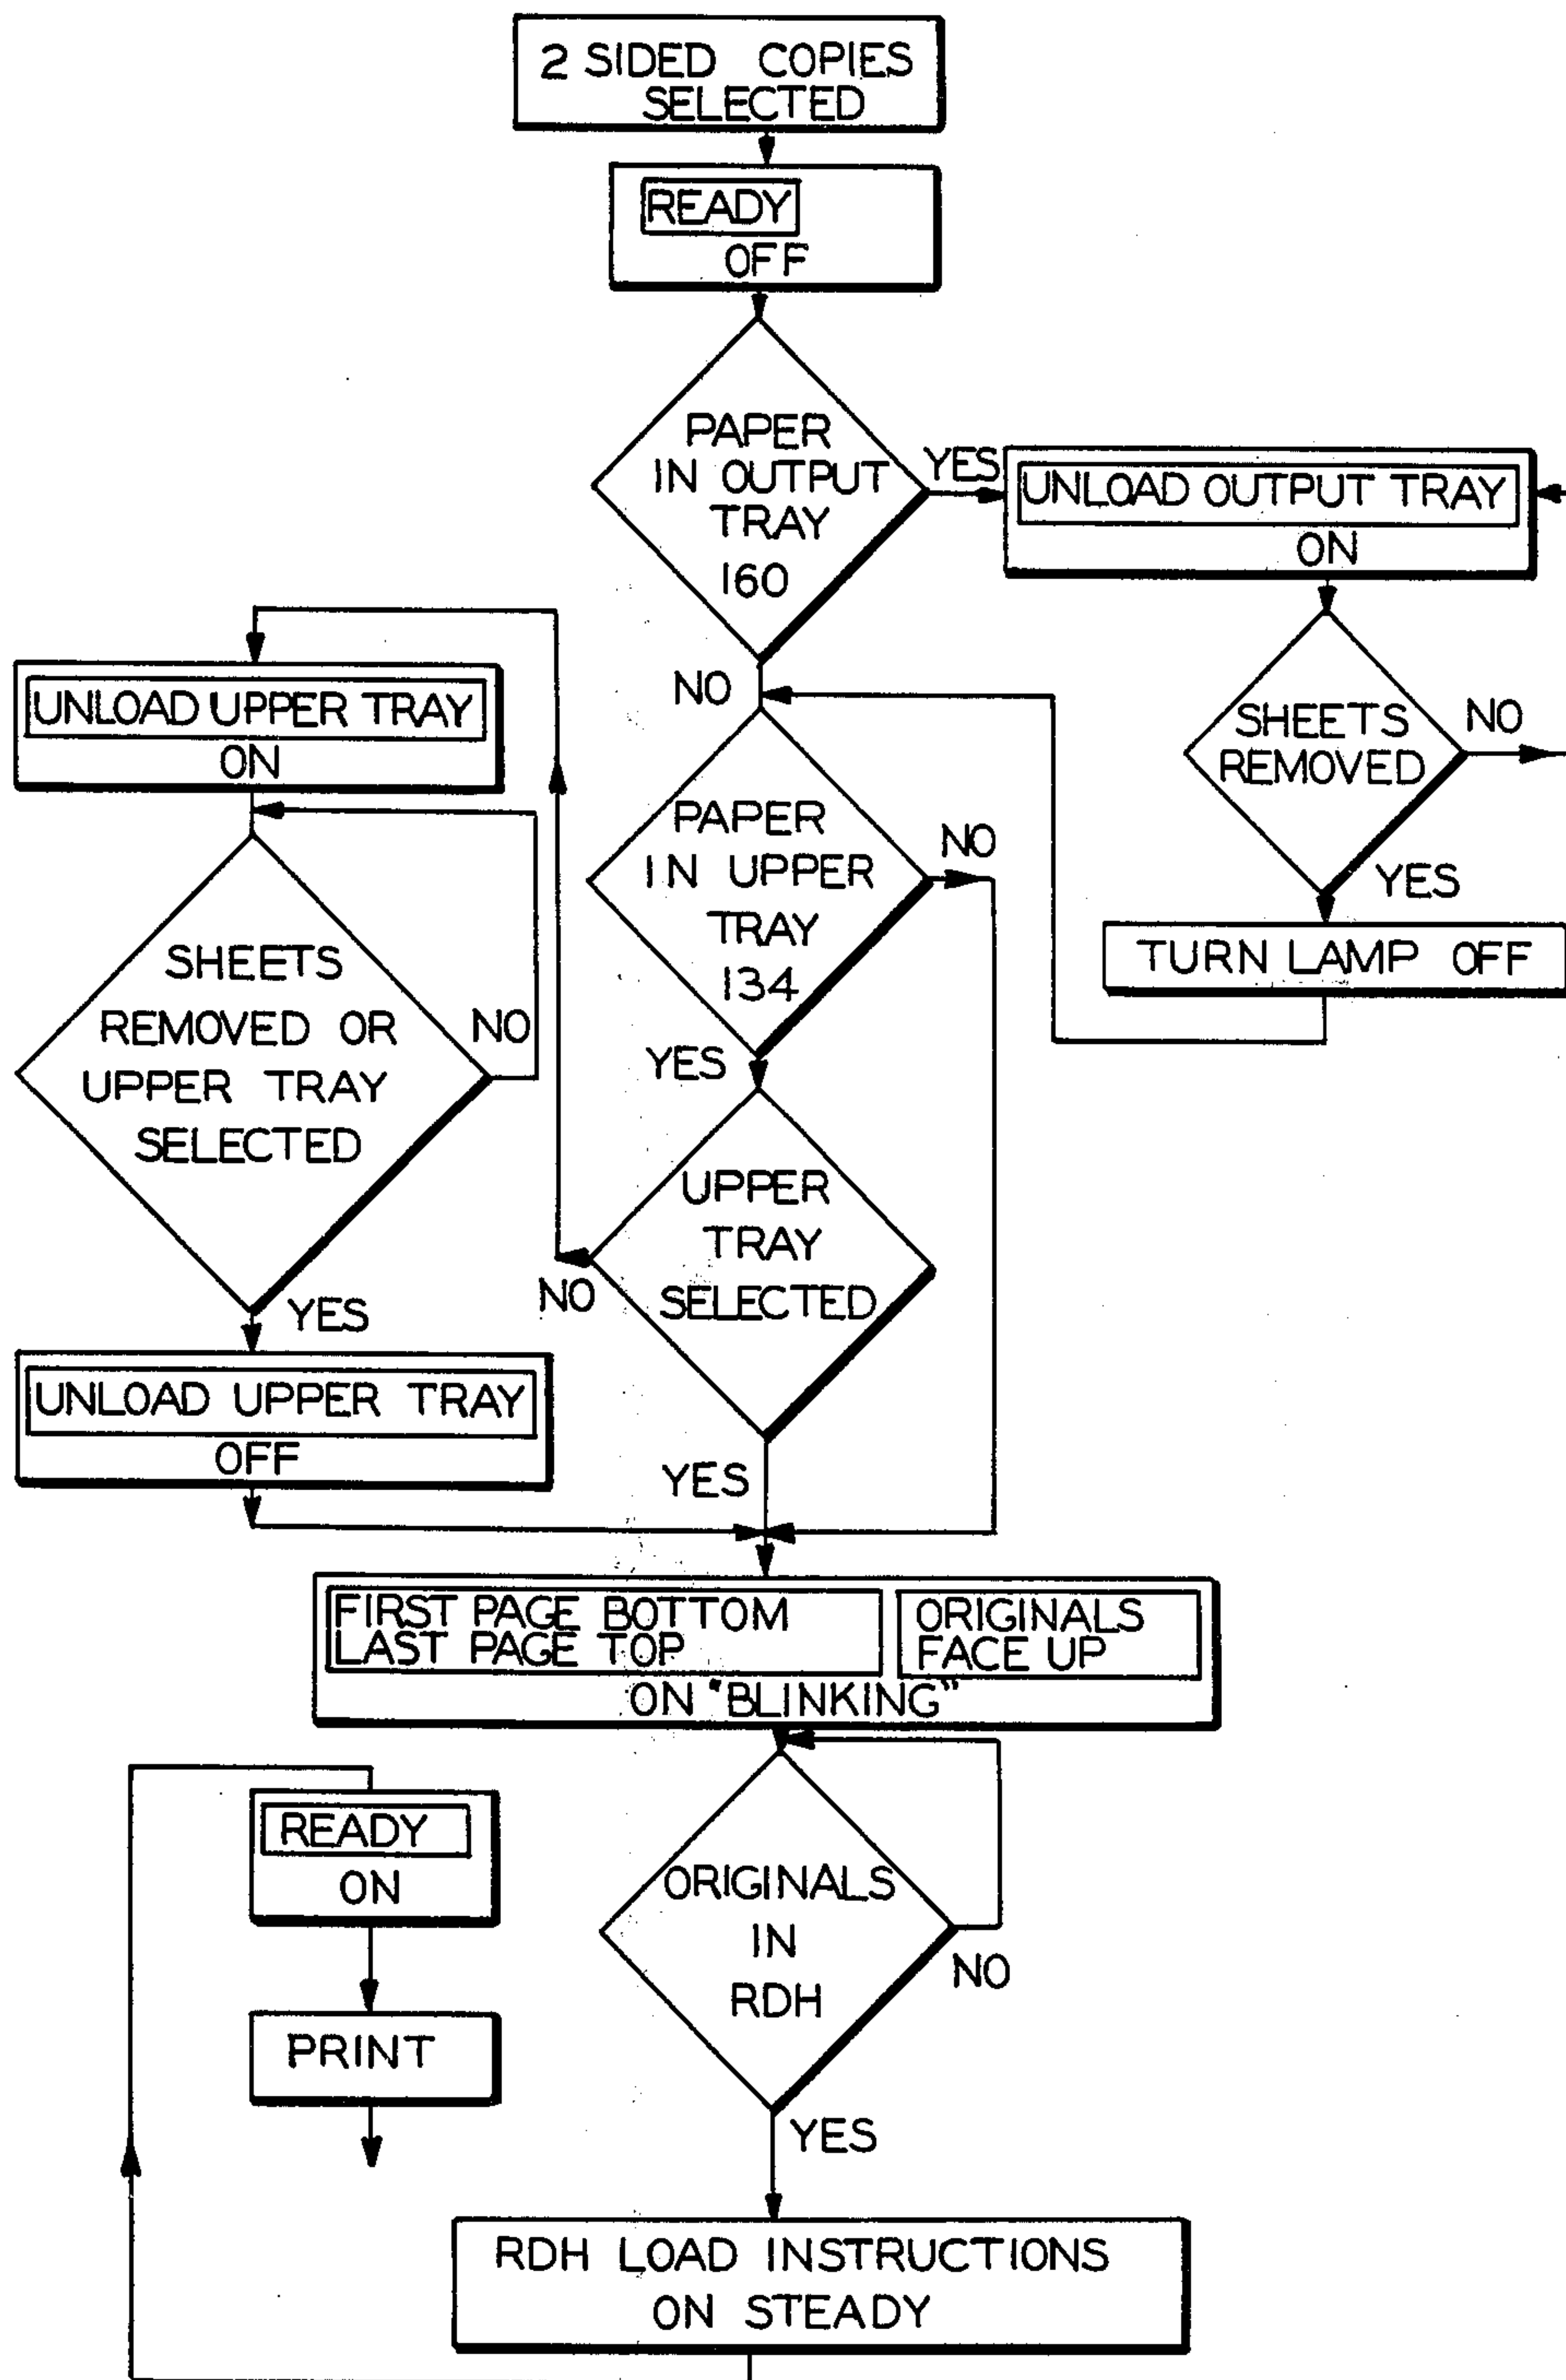 2 SIDED COPIES
SELECTED
READY
OFF
PAPER
IN OUTPUT
TRAY
160
YES
UNLOAD OUTPUT TRAY
ON
NO
SHEETS
REMOVED
NO
YES
TURN LAMP OFF
UNLOAD UPPER TRAY
ON
PAPER
IN UPPER
TRAY
134
NO
YES
SHEETS
REMOVED OR
UPPER TRAY
SELECTED
NO
YES
UPPER
TRAY
SELECTED
NO
YES
UNLOAD UPPER TRAY
OFF
FIRST PAGE BOTTOM
LAST PAGE TOP
ORIGINALS
FACE UP
ON "BLINKING"
ORIGINALS
IN
RDH
NO
YES
READY
ON
PRINT
RDH LOAD INSTRUCTIONS
ON STEADY